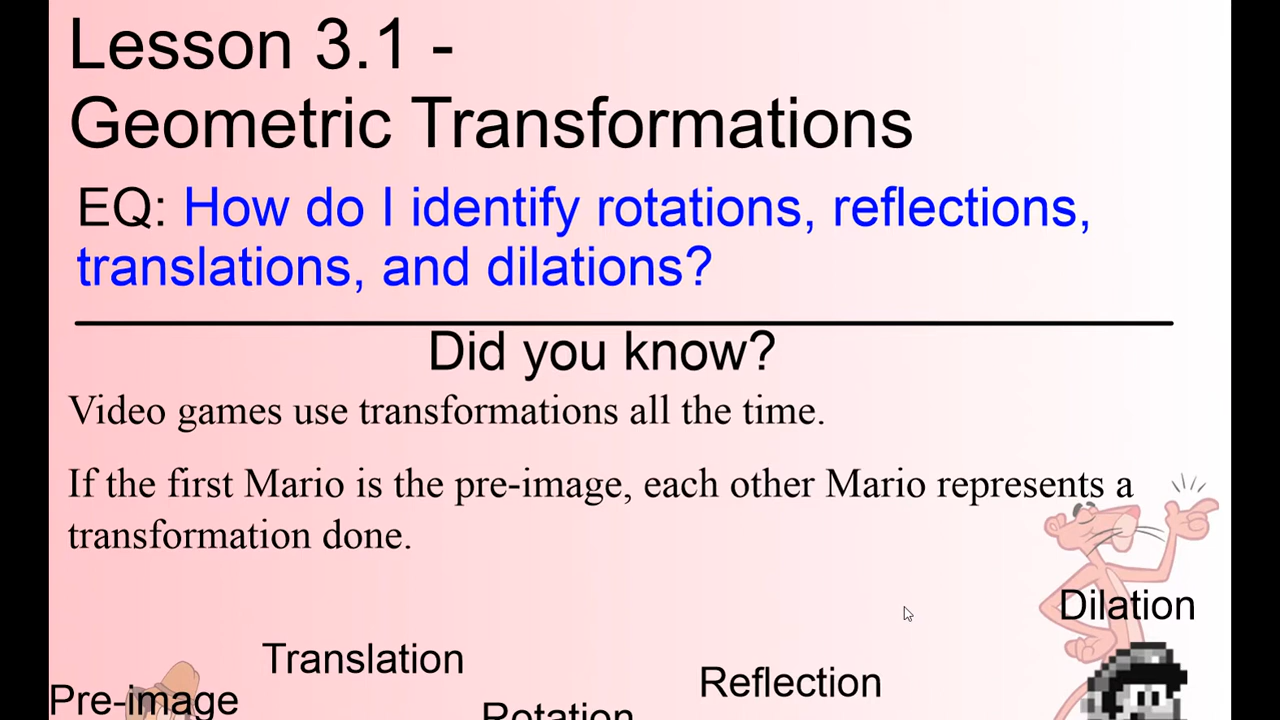 Lesson 3.1 -
Geometric Transformations
EQ: How do I identify rotations, reflections,
translations, and dilations?
Did you know?
Video games use transformations all the time.
If the first Mario is the pre-image, each other Mario represents a
transformation done.
Dilation
Translation
Reflection
Pre-image
Rotation